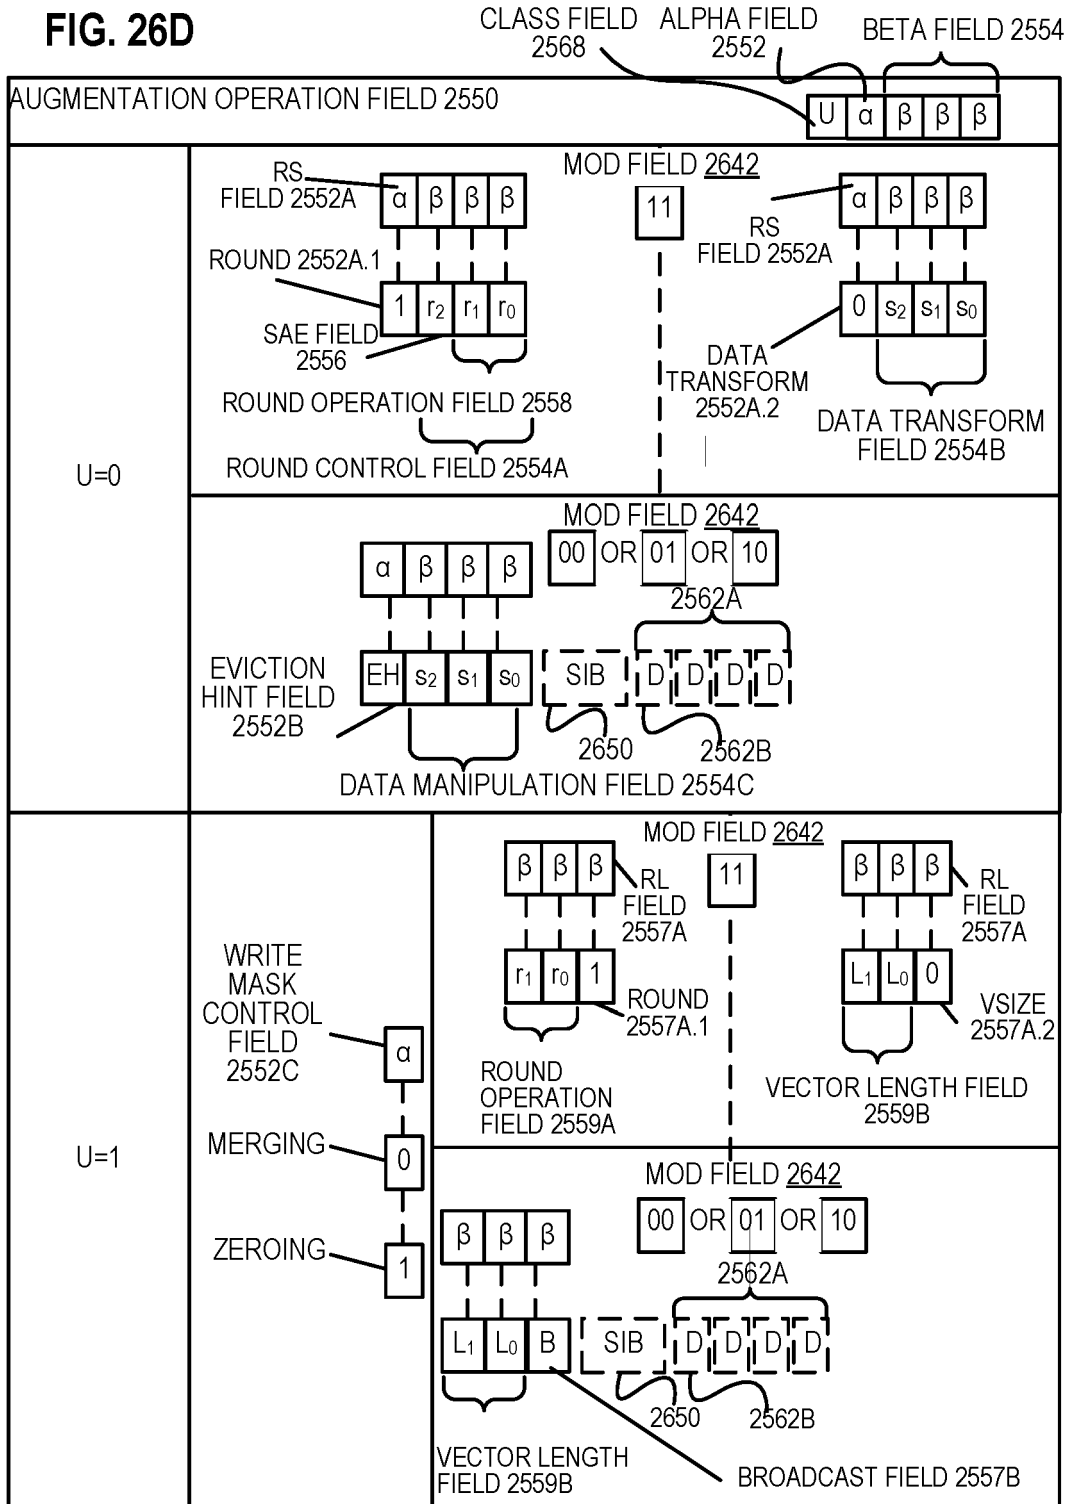 FIG. 26D
CLASS FIELD
2568
ALPHA FIELD
2552
BETA FIELD 2554
AUGMENTATION OPERATION FIELD 2550
U α β β β
U=0
MOD FIELD 2642
11
RS
FIELD 2552A
α β β β
ROUND 2552A.1
1 r2 r1 r0
SAE FIELD
2556
ROUND OPERATION FIELD 2558
ROUND CONTROL FIELD 2554A
α β β β
RS
FIELD 2552A
0 s2 s1 s0
DATA
TRANSFORM
2552A.2
DATA TRANSFORM
FIELD 2554B
MOD FIELD 2642
00 OR 01 OR 10
α β β β
2562A
EVICTION
HINT FIELD
2552B
EH s2 s1 s0 SIB D D D D
2650
2562B
DATA MANIPULATION FIELD 2554C
U=1
WRITE
MASK
CONTROL
FIELD
2552C
α
MERGING
0
ZEROING
1
MOD FIELD 2642
11
β β β
RL
FIELD
2557A
r1 r0 1
ROUND
2557A.1
ROUND
OPERATION
FIELD 2559A
β β β
RL
FIELD
2557A
L1 L0 0
VSIZE
2557A.2
VECTOR LENGTH FIELD
2559B
MOD FIELD 2642
00 OR 01 OR 10
β β β
2562A
L1 L0 B SIB D D D D
2650
2562B
VECTOR LENGTH
FIELD 2559B
BROADCAST FIELD 2557B